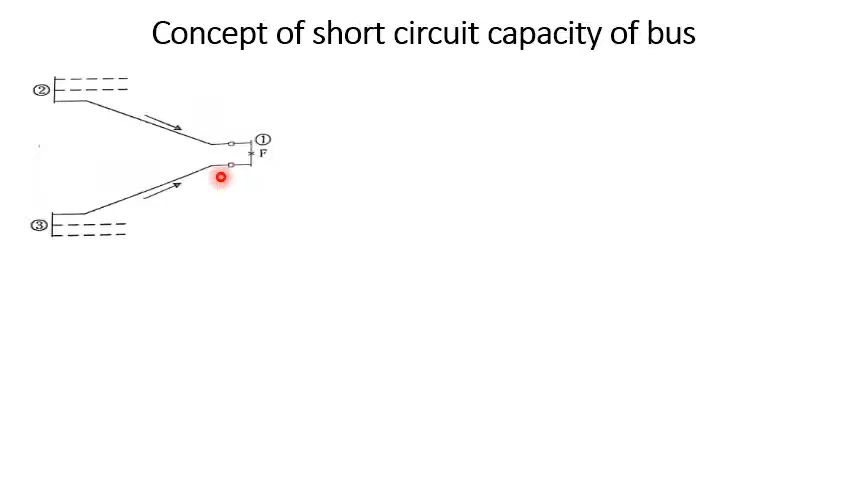 Concept of short circuit capacity of bus
②
①
F
③